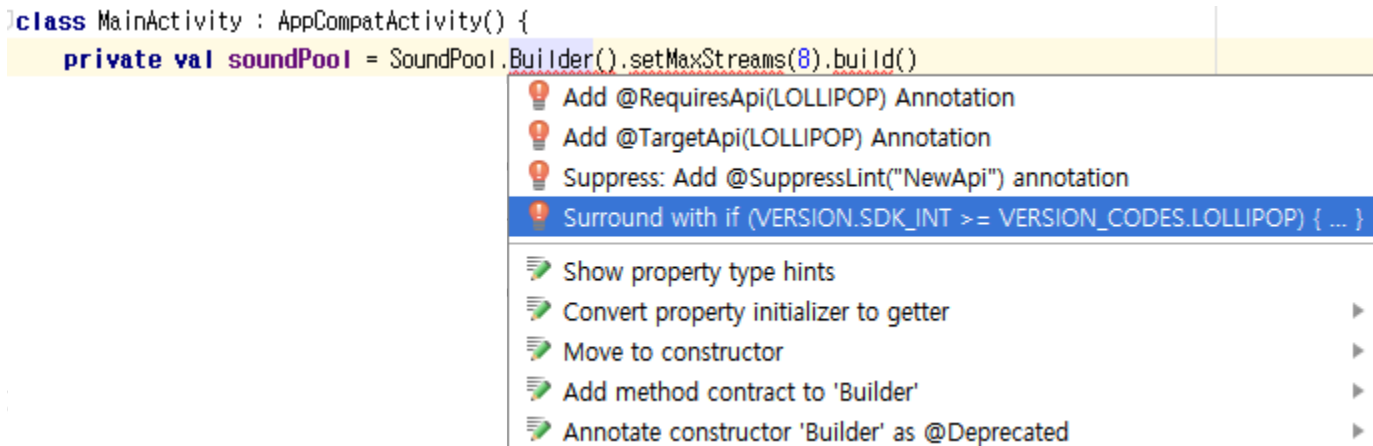 class MainActivity : AppCompatActivity() {
private val soundPool = SoundPool.Builder().setMaxStreams(8).build()
Add @RequiresApi(LOLLIPOP) Annotation
Add @TargetApi(LOLLIPOP) Annotation
Suppress: Add @SuppressLint("NewApi") annotation
Surround with if (VERSION.SDK_INT >= VERSION_CODES.LOLLIPOP) { ... }
Show property type hints
Convert property initializer to getter
Move to constructor
Add method contract to 'Builder'
Annotate constructor 'Builder' as @Deprecated